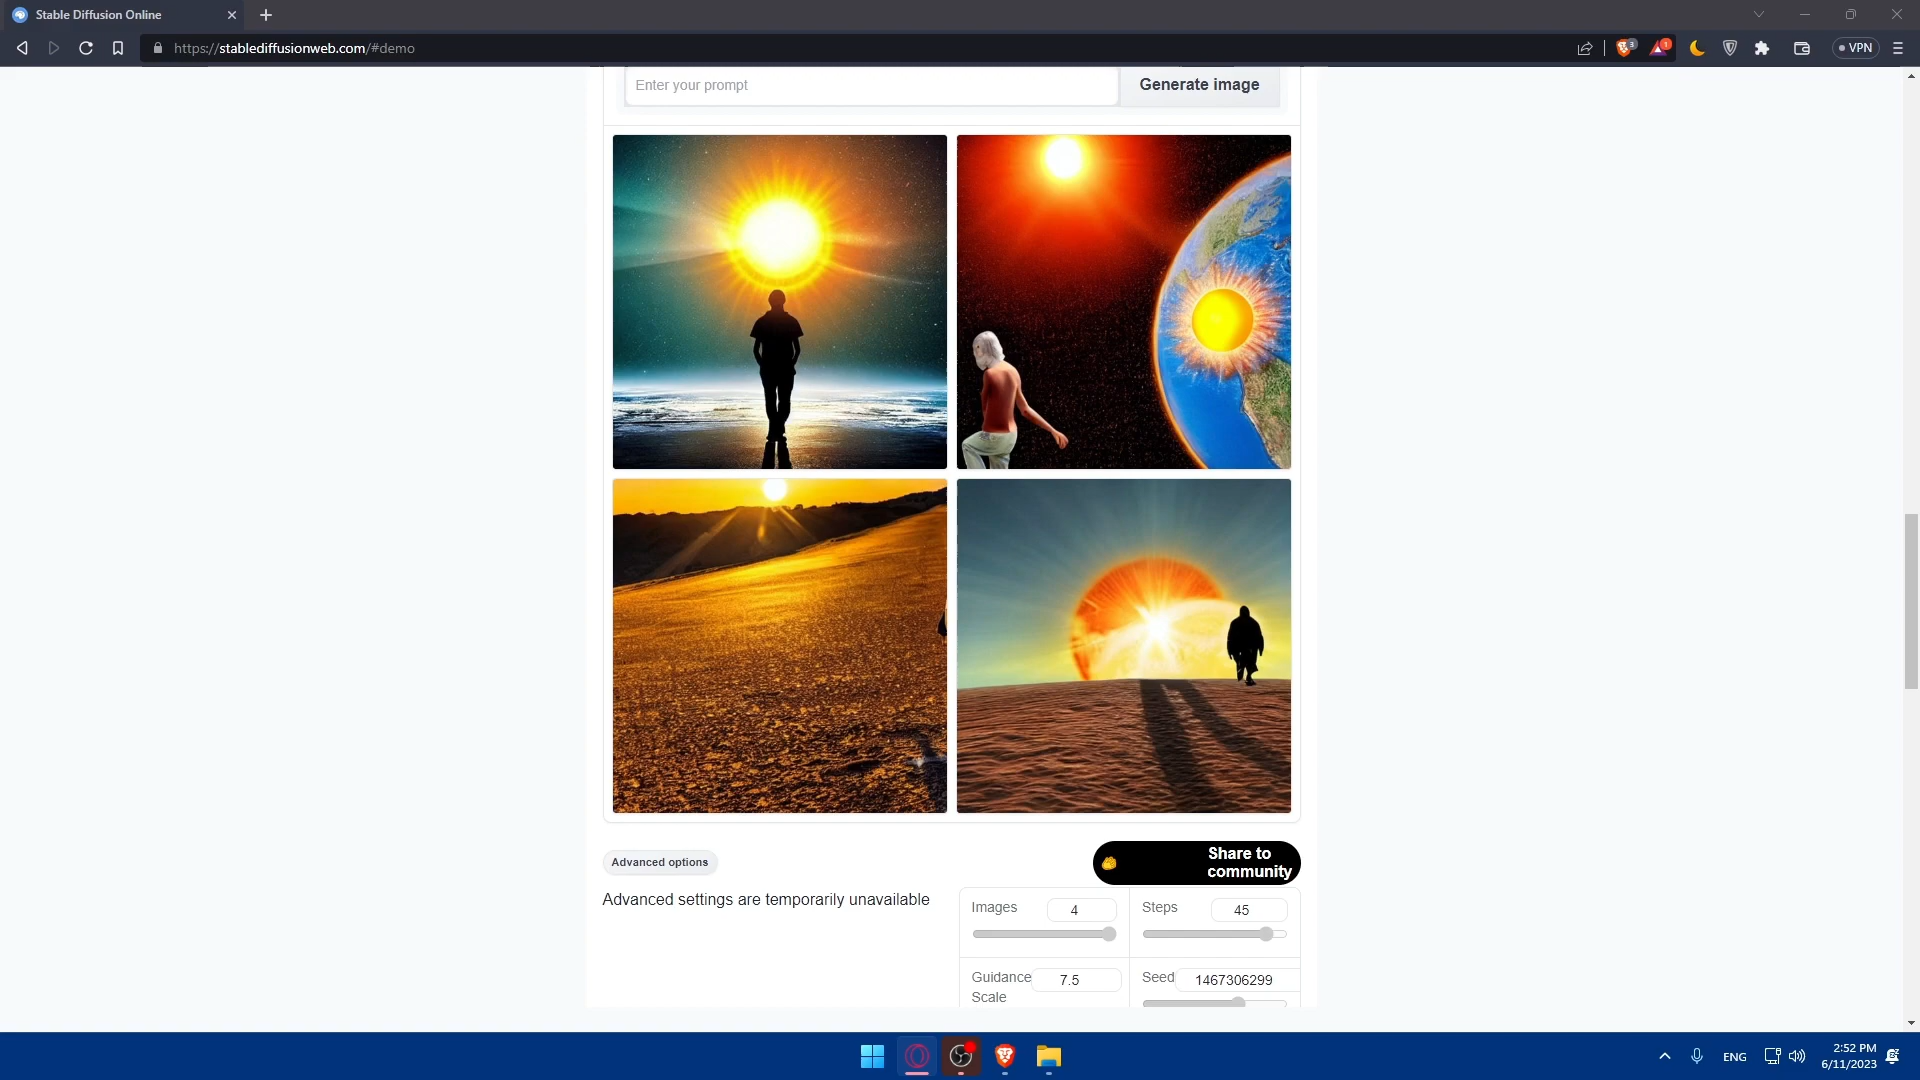 Stable Diffusion Online
https://stablediffusionweb.com/#demo
3
1
VPN
Enter your prompt
Generate image
Advanced options
Share to
community
Advanced settings are temporarily unavailable
Images
4
Steps
45
Guidance
Scale
7.5
Seed
1467306299
ENG
2:52 PM
6/11/2023